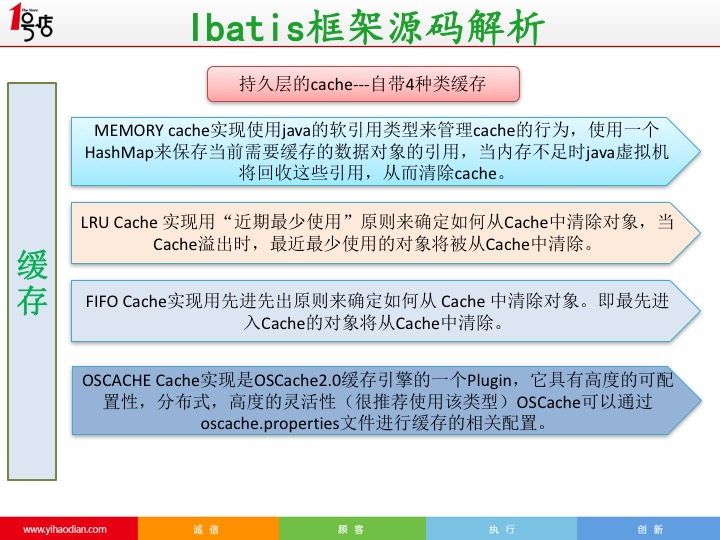 1号店
Ibatis框架源码解析
持久层的cache---自带4种类缓存
缓存
MEMORY cache实现使用java的软引用类型来管理cache的行为，使用一个
HashMap来保存当前需要缓存的数据对象的引用，当内存不足时java虚拟机
将回收这些引用，从而清除cache。
LRU Cache 实现用“近期最少使用”原则来确定如何从Cache中清除对象，当
Cache溢出时，最近最少使用的对象将被从Cache中清除。
FIFO Cache实现用先进先出原则来确定如何从 Cache 中清除对象。即最先进
入Cache的对象将从Cache中清除。
OSCACHE Cache实现是OSCache2.0缓存引擎的一个Plugin，它具有高度的可配
置性，分布式，高度的灵活性（很推荐使用该类型）OSCache可以通过
oscache.properties文件进行缓存的相关配置。
www.yihaodian.com 诚 信 顾 客 执 行 创 新